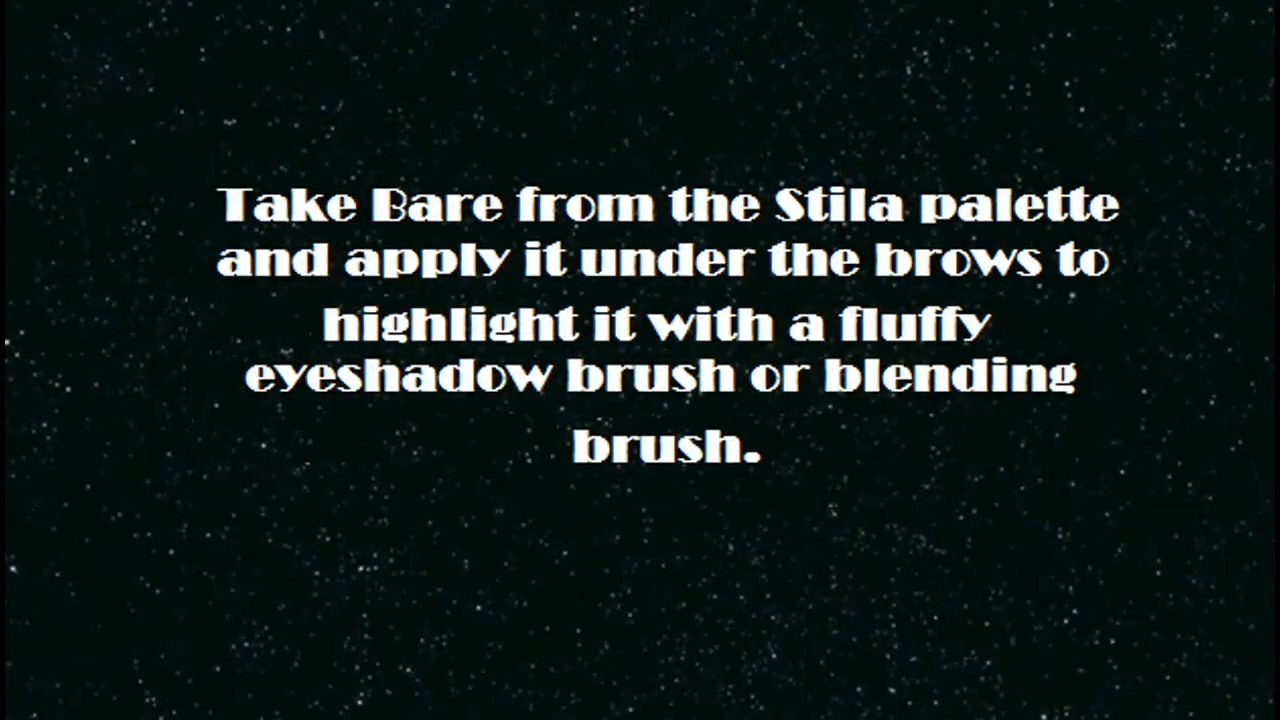 Take Bare from the Stila palette
and apply it under the brows to
highlight it with a fluffy
eyeshadow brush or blending
brush.